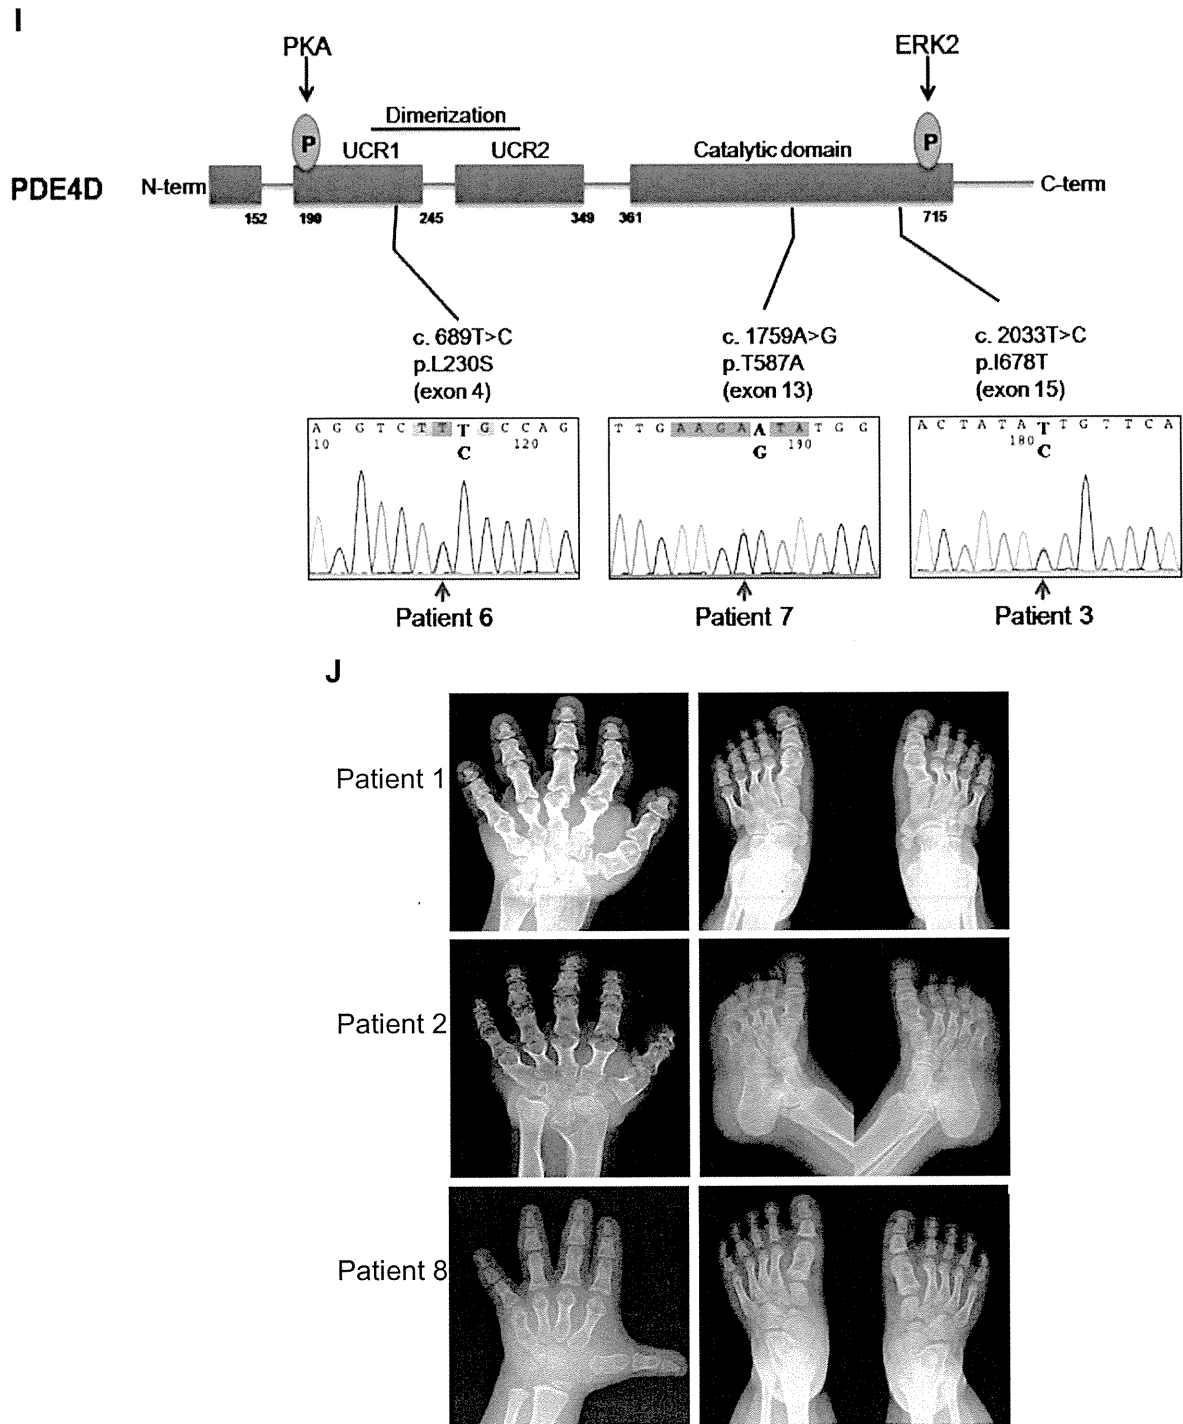 I
PKA
ERK2
Dimerization
P
UCR1
UCR2
Catalytic domain
P
PDE4D
N-term
C-term
152
190
245
349
361
715
c. 689T>C
p.L230S
(exon 4)
c. 1759A>G
p.T587A
(exon 13)
c. 2033T>C
p.I678T
(exon 15)
A G G T C T T T G C C A G
10 120
C
T T G A A G A A T A T G G
190
G
A C T A T A T T G T T C A
180
C
Patient 6
Patient 7
Patient 3
J
Patient 1
Patient 2
Patient 8